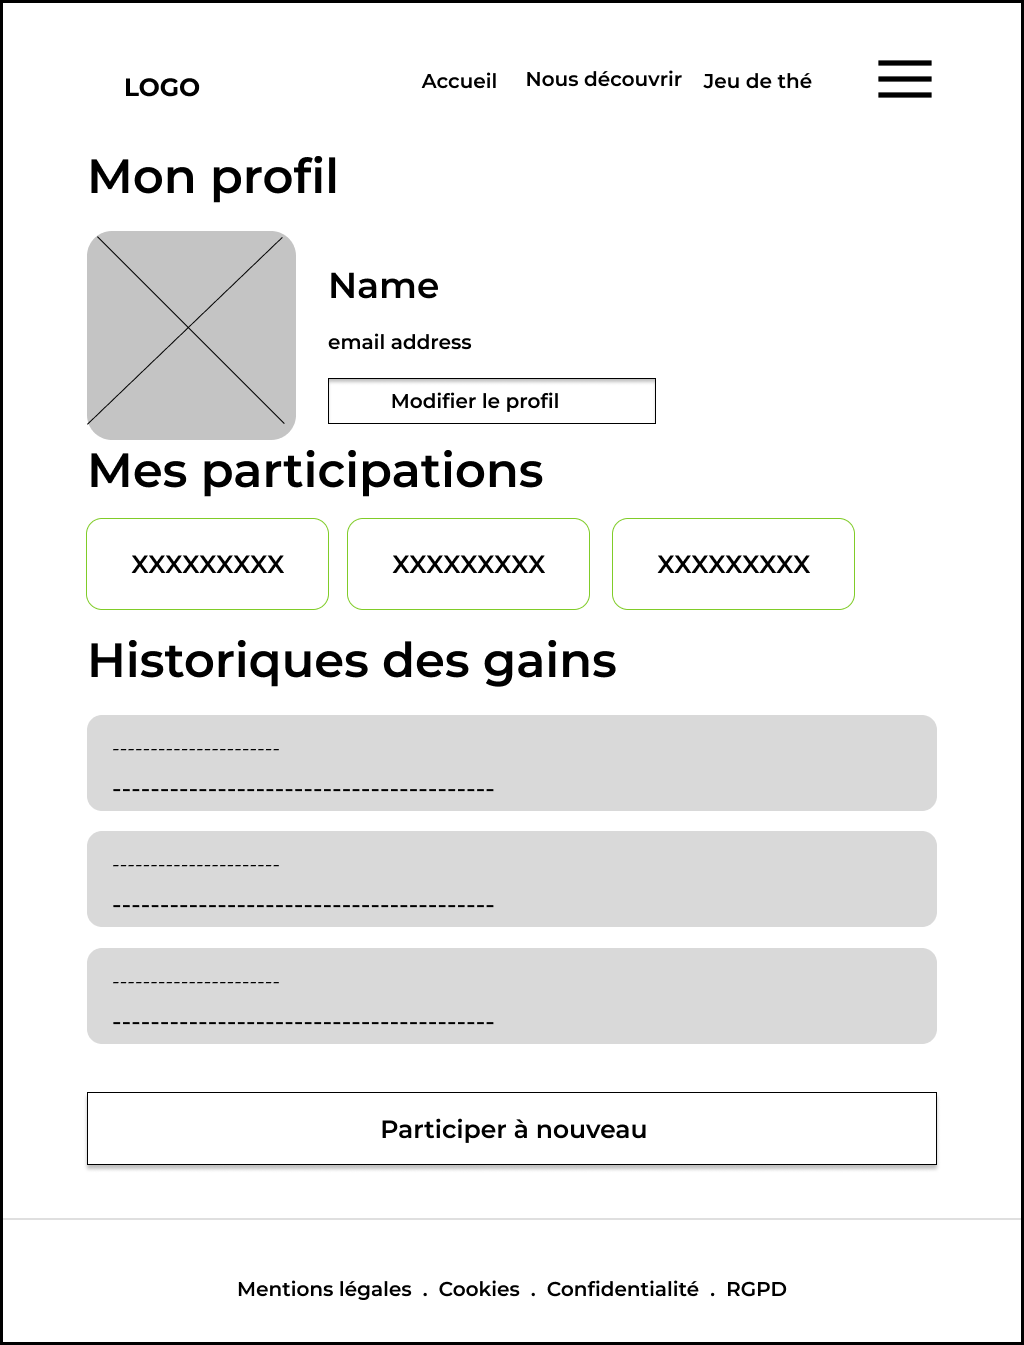 LOGO Accueil Nous découvrir Jeu de thé
Mon profil
Name
email address
Modifier le profil
Mes participations
XXXXXXXXX XXXXXXXXX XXXXXXXXX
Historiques des gains
----------------------
----------------------------------------
----------------------
----------------------------------------
----------------------
----------------------------------------
Participer à nouveau
Mentions légales . Cookies . Confidentialité . RGPD